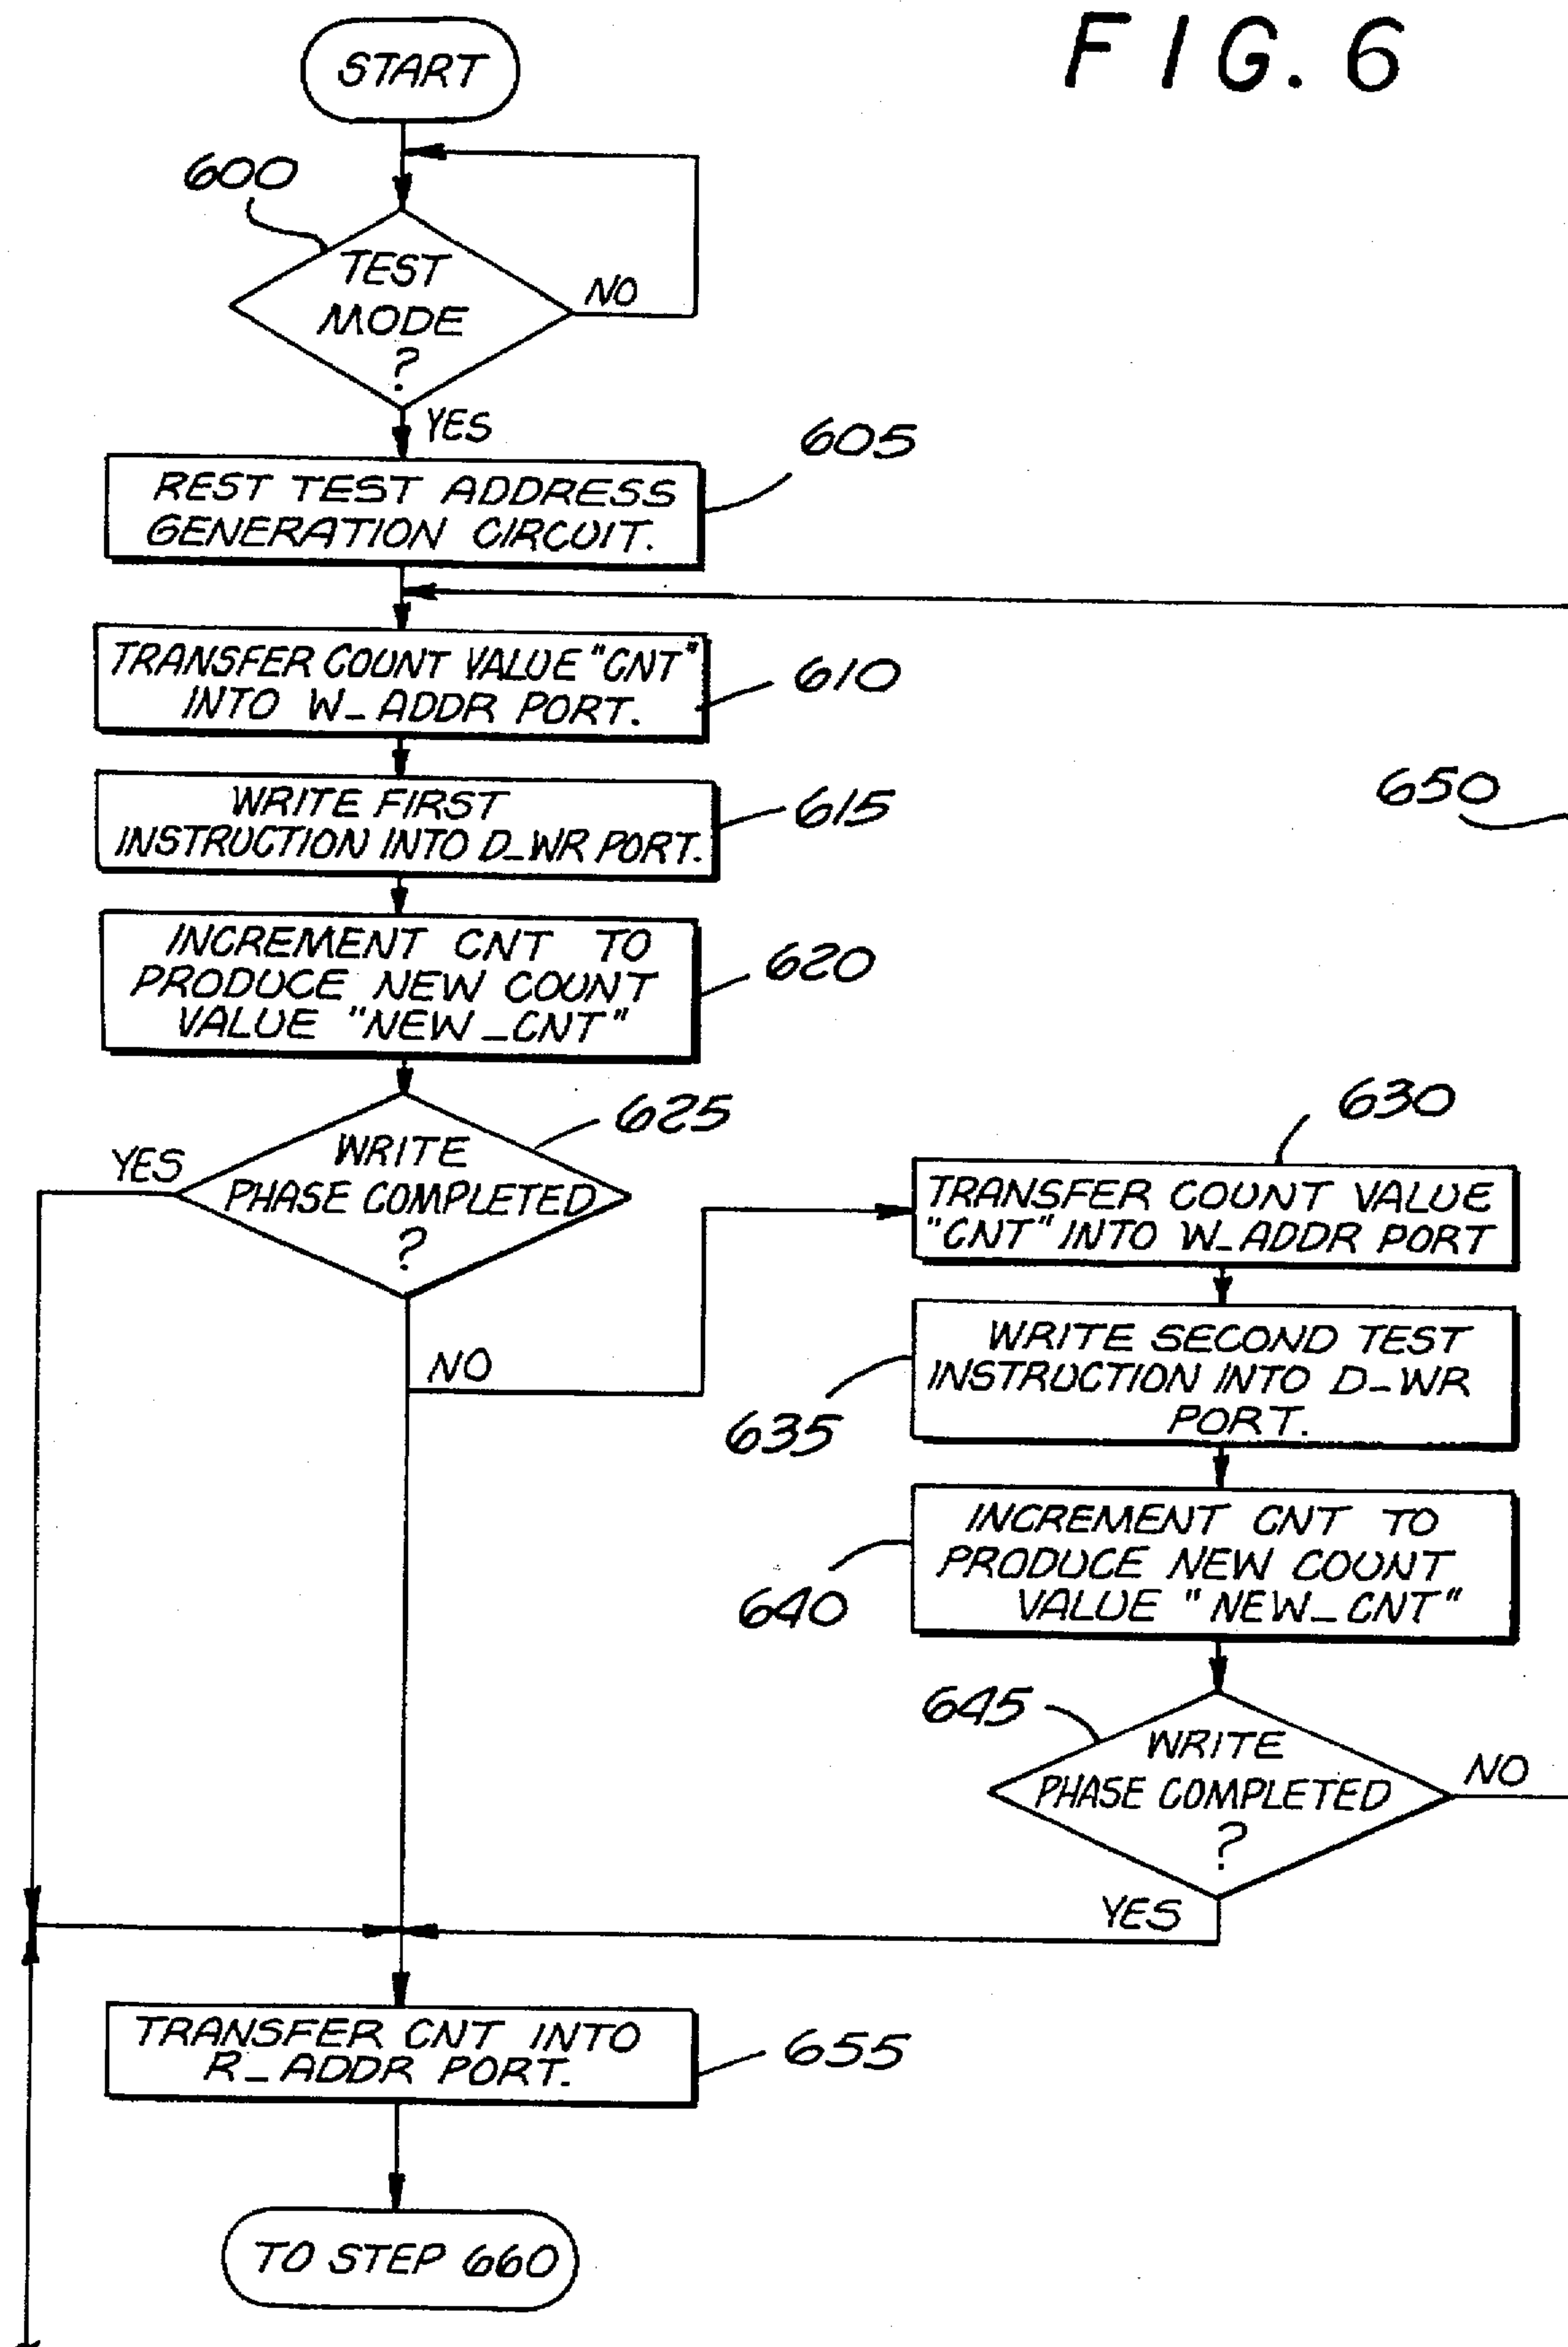 FIG. 6
START
600
TEST
MODE
?
NO
YES
605
REST TEST ADDRESS
GENERATION CIRCUIT.
TRANSFER COUNT VALUE "CNT"
INTO W_ADDR PORT.
610
WRITE FIRST
INSTRUCTION INTO D_WR PORT.
615
650
INCREMENT CNT TO
PRODUCE NEW COUNT
VALUE "NEW_CNT"
620
625
WRITE
PHASE COMPLETED
?
YES
NO
630
TRANSFER COUNT VALUE
"CNT" INTO W_ADDR PORT
WRITE SECOND TEST
INSTRUCTION INTO D_WR
PORT.
635
INCREMENT CNT TO
PRODUCE NEW COUNT
VALUE "NEW_CNT"
640
645
WRITE
PHASE COMPLETED
?
NO
YES
TRANSFER CNT INTO
R_ADDR PORT.
655
TO STEP 660